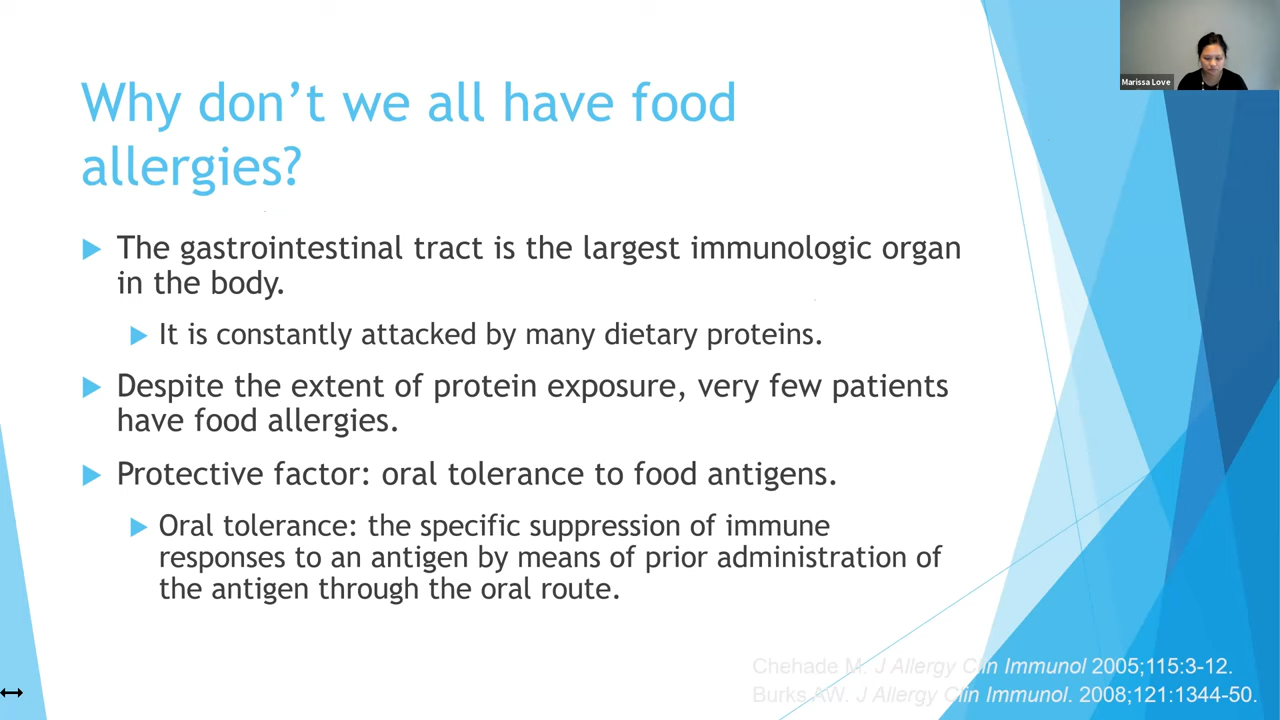 Marissa Love
Why don’t we all have food
allergies?
The gastrointestinal tract is the largest immunologic organ
in the body.
It is constantly attacked by many dietary proteins.
Despite the extent of protein exposure, very few patients
have food allergies.
Protective factor: oral tolerance to food antigens.
Oral tolerance: the specific suppression of immune
responses to an antigen by means of prior administration of
the antigen through the oral route.
Chehade M. J Allergy Clin Immunol 2005;115:3-12.
Burks AW. J Allergy Clin Immunol. 2008;121:1344-50.